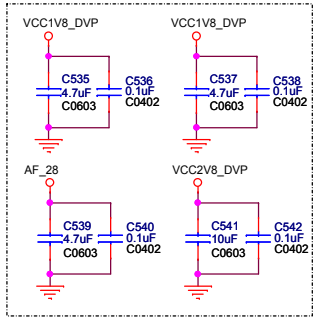 VCC1V8_DVP
C535
4.7uF
C0603
C536
0.1uF
C0402
VCC1V8_DVP
C537
4.7uF
C0603
C538
0.1uF
C0402
AF_28
C539
4.7uF
C0603
C540
0.1uF
C0402
VCC2V8_DVP
C541
10uF
C0603
C542
0.1uF
C0402